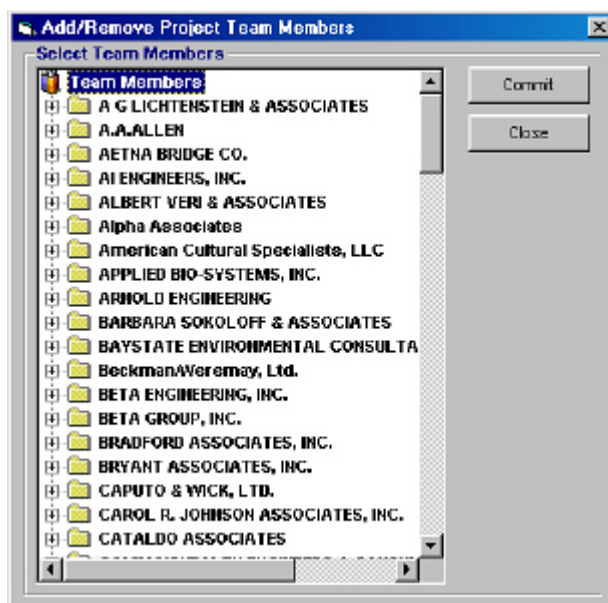 Add/Remove Project Team Members
Select Team Members
Team Members
A G LICHTENSTEIN & ASSOCIATES
A.A.ALLEN
AETNA BRIDGE CO.
AI ENGINEERS, INC.
ALBERT VERI & ASSOCIATES
Alpha Associates
American Cultural Specialists, LLC
APPLIED BIO-SYSTEMS, INC.
ARNOLD ENGINEERING
BARBARA SOKOLOFF & ASSOCIATES
BAYSTATE ENVIRONMENTAL CONSULTA
Beckman/Weremay, Ltd.
BETA ENGINEERING, INC.
BETA GROUP, INC.
BRADFORD ASSOCIATES, INC.
BRYANT ASSOCIATES, INC.
CAPUTO & WICK, LTD.
CAROL R. JOHNSON ASSOCIATES, INC.
CATALDO ASSOCIATES
Commit
Close